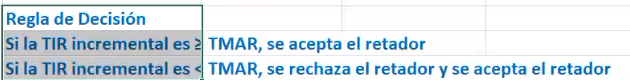 Regla de Decisión
Si la TIR incremental es ≥ TMAR, se acepta el retador
Si la TIR incremental es < TMAR, se rechaza el retador y se acepta el retador